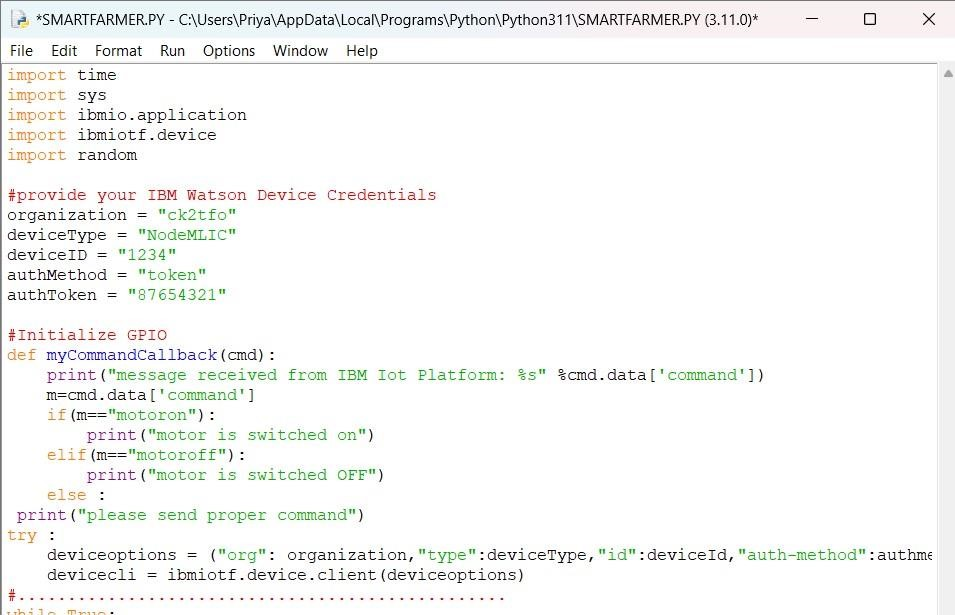 *SMARTFARMER.PY - C:\Users\Priya\AppData\Local\Programs\Python\Python311\SMARTFARMER.PY (3.11.0)*
File Edit Format Run Options Window Help
import time
import sys
import ibmio.application
import ibmiotf.device
import random

#provide your IBM Watson Device Credentials
organization = "ck2tfo"
deviceType = "NodeMLIC"
deviceID = "1234"
authMethod = "token"
authToken = "87654321"

#Initialize GPIO
def myCommandCallback(cmd):
    print("message received from IBM Iot Platform: %s" %cmd.data['command'])
    m=cmd.data['command']
    if(m=="motoron"):
        print("motor is switched on")
    elif(m=="motoroff"):
        print("motor is switched OFF")
    else :
 print("please send proper command")
try :
    deviceoptions = ("org": organization,"type":deviceType,"id":deviceId,"auth-method":authme
    devicecli = ibmiotf.device.client(deviceoptions)
#.................................................
while True: